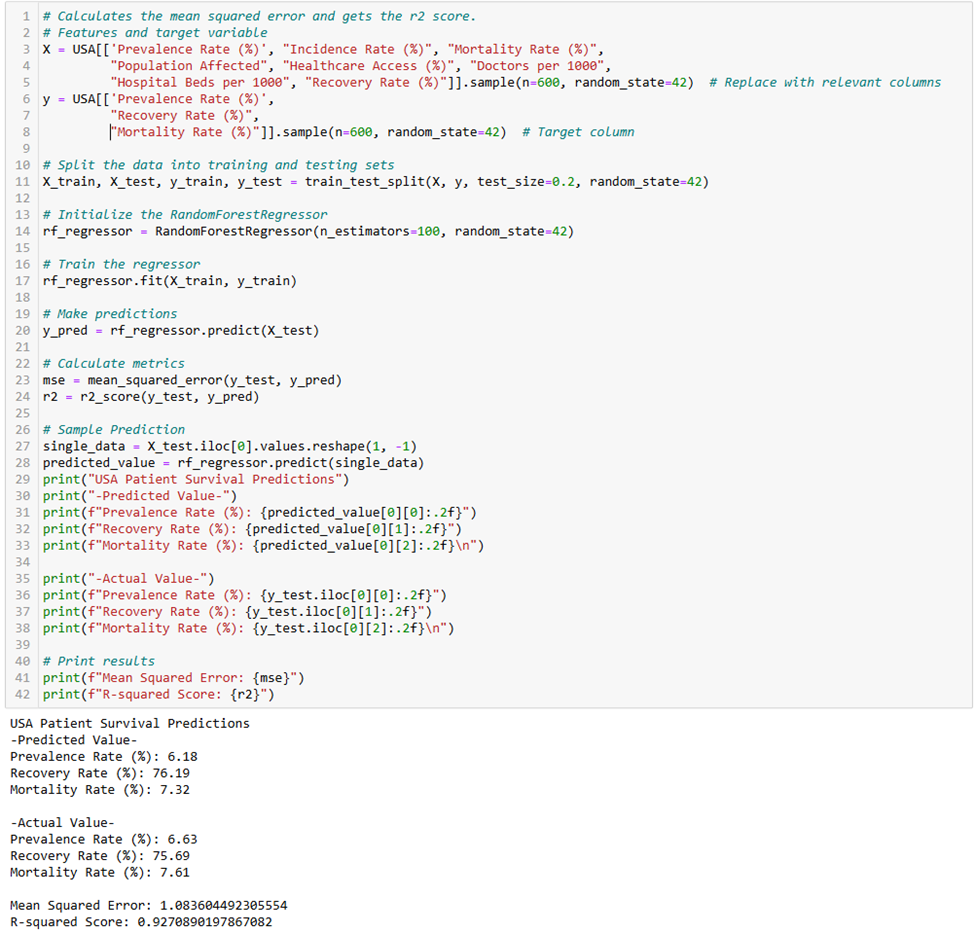 1 # Calculates the mean squared error and gets the r2 score.
2 # Features and target variable
3 X = USA[['Prevalence Rate (%)', "Incidence Rate (%)", "Mortality Rate (%)",
4 "Population Affected", "Healthcare Access (%)", "Doctors per 1000",
5 "Hospital Beds per 1000", "Recovery Rate (%)"]].sample(n=600, random_state=42) # Replace with relevant columns
6 y = USA[['Prevalence Rate (%)',
7 "Recovery Rate (%)",
8 "Mortality Rate (%)"]].sample(n=600, random_state=42) # Target column
9
10 # Split the data into training and testing sets
11 X_train, X_test, y_train, y_test = train_test_split(X, y, test_size=0.2, random_state=42)
12
13 # Initialize the RandomForestRegressor
14 rf_regressor = RandomForestRegressor(n_estimators=100, random_state=42)
15
16 # Train the regressor
17 rf_regressor.fit(X_train, y_train)
18
19 # Make predictions
20 y_pred = rf_regressor.predict(X_test)
21
22 # Calculate metrics
23 mse = mean_squared_error(y_test, y_pred)
24 r2 = r2_score(y_test, y_pred)
25
26 # Sample Prediction
27 single_data = X_test.iloc[0].values.reshape(1, -1)
28 predicted_value = rf_regressor.predict(single_data)
29 print("USA Patient Survival Predictions")
30 print("-Predicted Value-")
31 print(f"Prevalence Rate (%): {predicted_value[0][0]:.2f}")
32 print(f"Recovery Rate (%): {predicted_value[0][1]:.2f}")
33 print(f"Mortality Rate (%): {predicted_value[0][2]:.2f}\n")
34
35 print("-Actual Value-")
36 print(f"Prevalence Rate (%): {y_test.iloc[0][0]:.2f}")
37 print(f"Recovery Rate (%): {y_test.iloc[0][1]:.2f}")
38 print(f"Mortality Rate (%): {y_test.iloc[0][2]:.2f}\n")
39
40 # Print results
41 print(f"Mean Squared Error: {mse}")
42 print(f"R-squared Score: {r2}")
USA Patient Survival Predictions
-Predicted Value-
Prevalence Rate (%): 6.18
Recovery Rate (%): 76.19
Mortality Rate (%): 7.32
-Actual Value-
Prevalence Rate (%): 6.63
Recovery Rate (%): 75.69
Mortality Rate (%): 7.61
Mean Squared Error: 1.083604492305554
R-squared Score: 0.9270890197867082